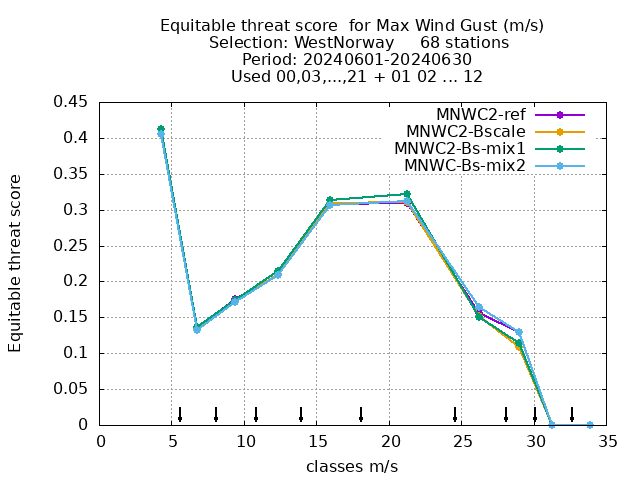 Equitable threat score  for Max Wind Gust (m/s)
Selection: WestNorway     68 stations
Period: 20240601-20240630
Used 00,03,...,21 + 01 02 ... 12
MNWC2-ref
MNWC2-Bscale
MNWC2-Bs-mix1
MNWC-Bs-mix2
Equitable threat score
0.45
0.4
0.35
0.3
0.25
0.2
0.15
0.1
0.05
0
0 5 10 15 20 25 30 35
classes m/s